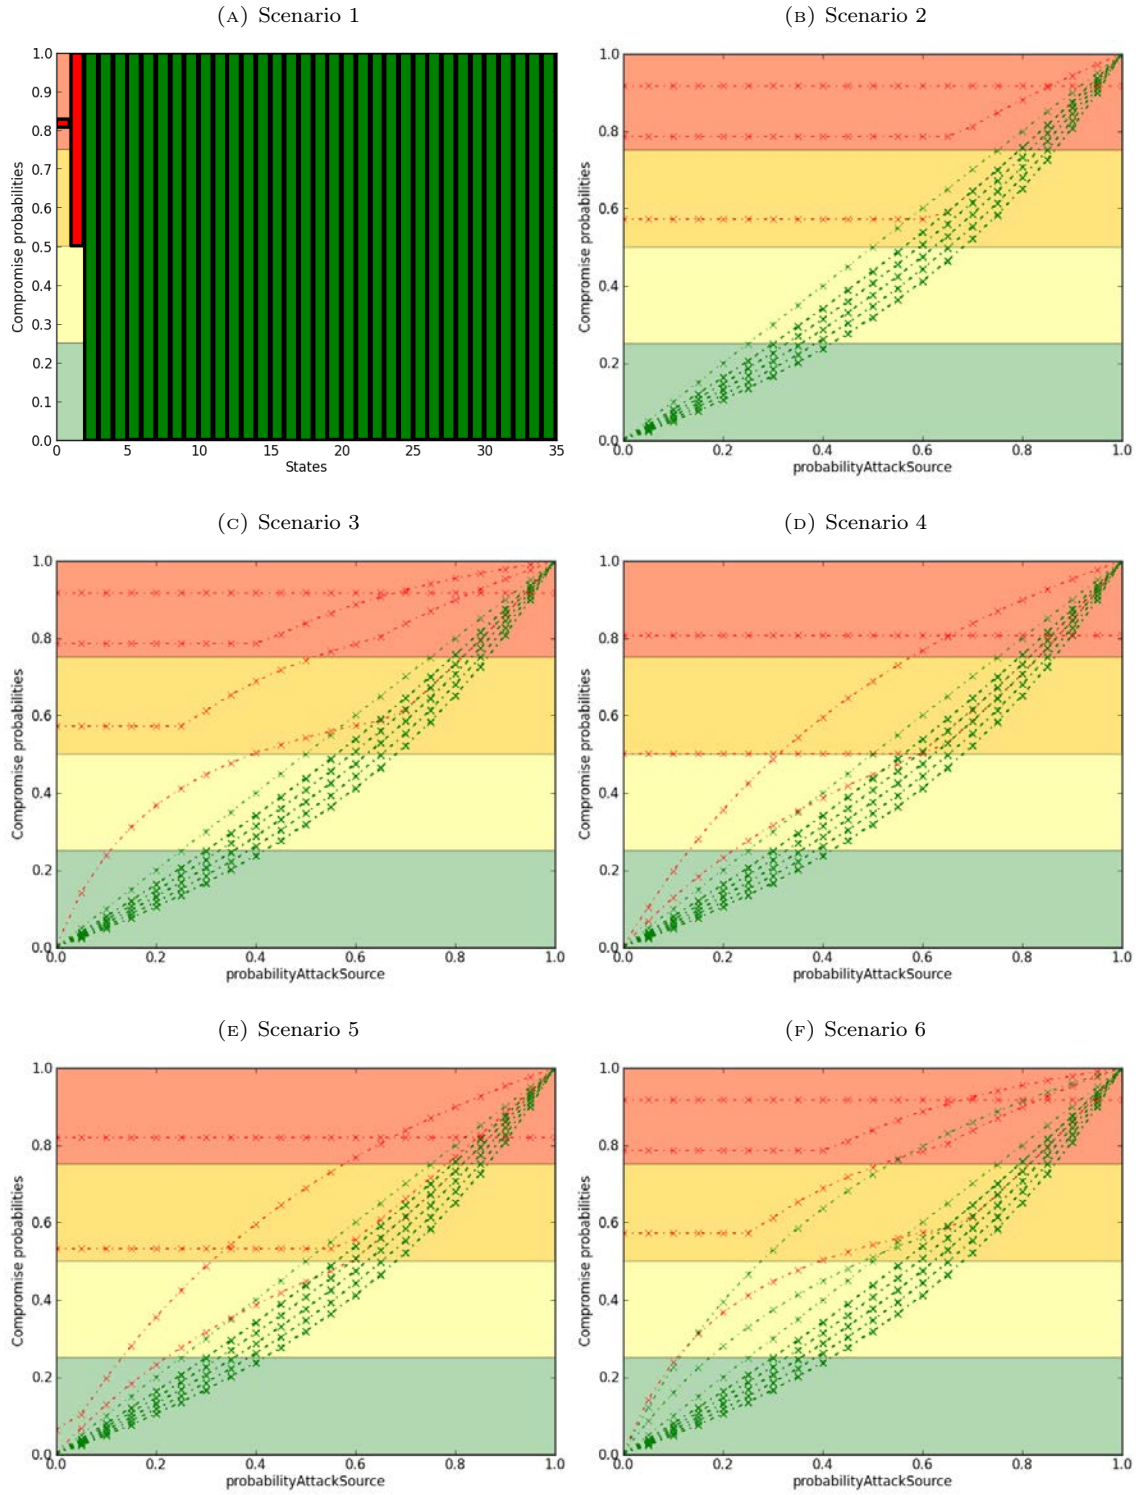 (A) Scenario 1
(B) Scenario 2
1.0
0.9
0.8
0.7
0.6
0.5
0.4
0.3
0.2
0.1
0.0
Compromise probabilities
0 5 10 15 20 25 30 35
States
1.0
0.8
0.6
0.4
0.2
0.0
Compromise probabilities
0.0 0.2 0.4 0.6 0.8 1.0
probabilityAttackSource
(C) Scenario 3
(D) Scenario 4
1.0
0.8
0.6
0.4
0.2
0.0
Compromise probabilities
0.0 0.2 0.4 0.6 0.8 1.0
probabilityAttackSource
1.0
0.8
0.6
0.4
0.2
0.0
Compromise probabilities
0.0 0.2 0.4 0.6 0.8 1.0
probabilityAttackSource
(E) Scenario 5
(F) Scenario 6
1.0
0.8
0.6
0.4
0.2
0.0
Compromise probabilities
0.0 0.2 0.4 0.6 0.8 1.0
probabilityAttackSource
1.0
0.8
0.6
0.4
0.2
0.0
Compromise probabilities
0.0 0.2 0.4 0.6 0.8 1.0
probabilityAttackSource